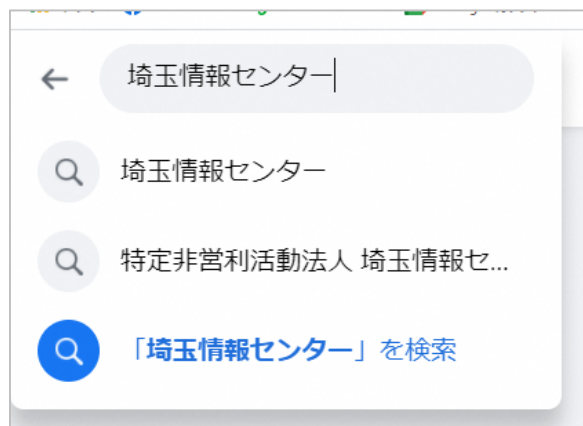 埼玉情報センター
埼玉情報センター
特定非営利活動法人 埼玉情報セ...
「埼玉情報センター」を検索